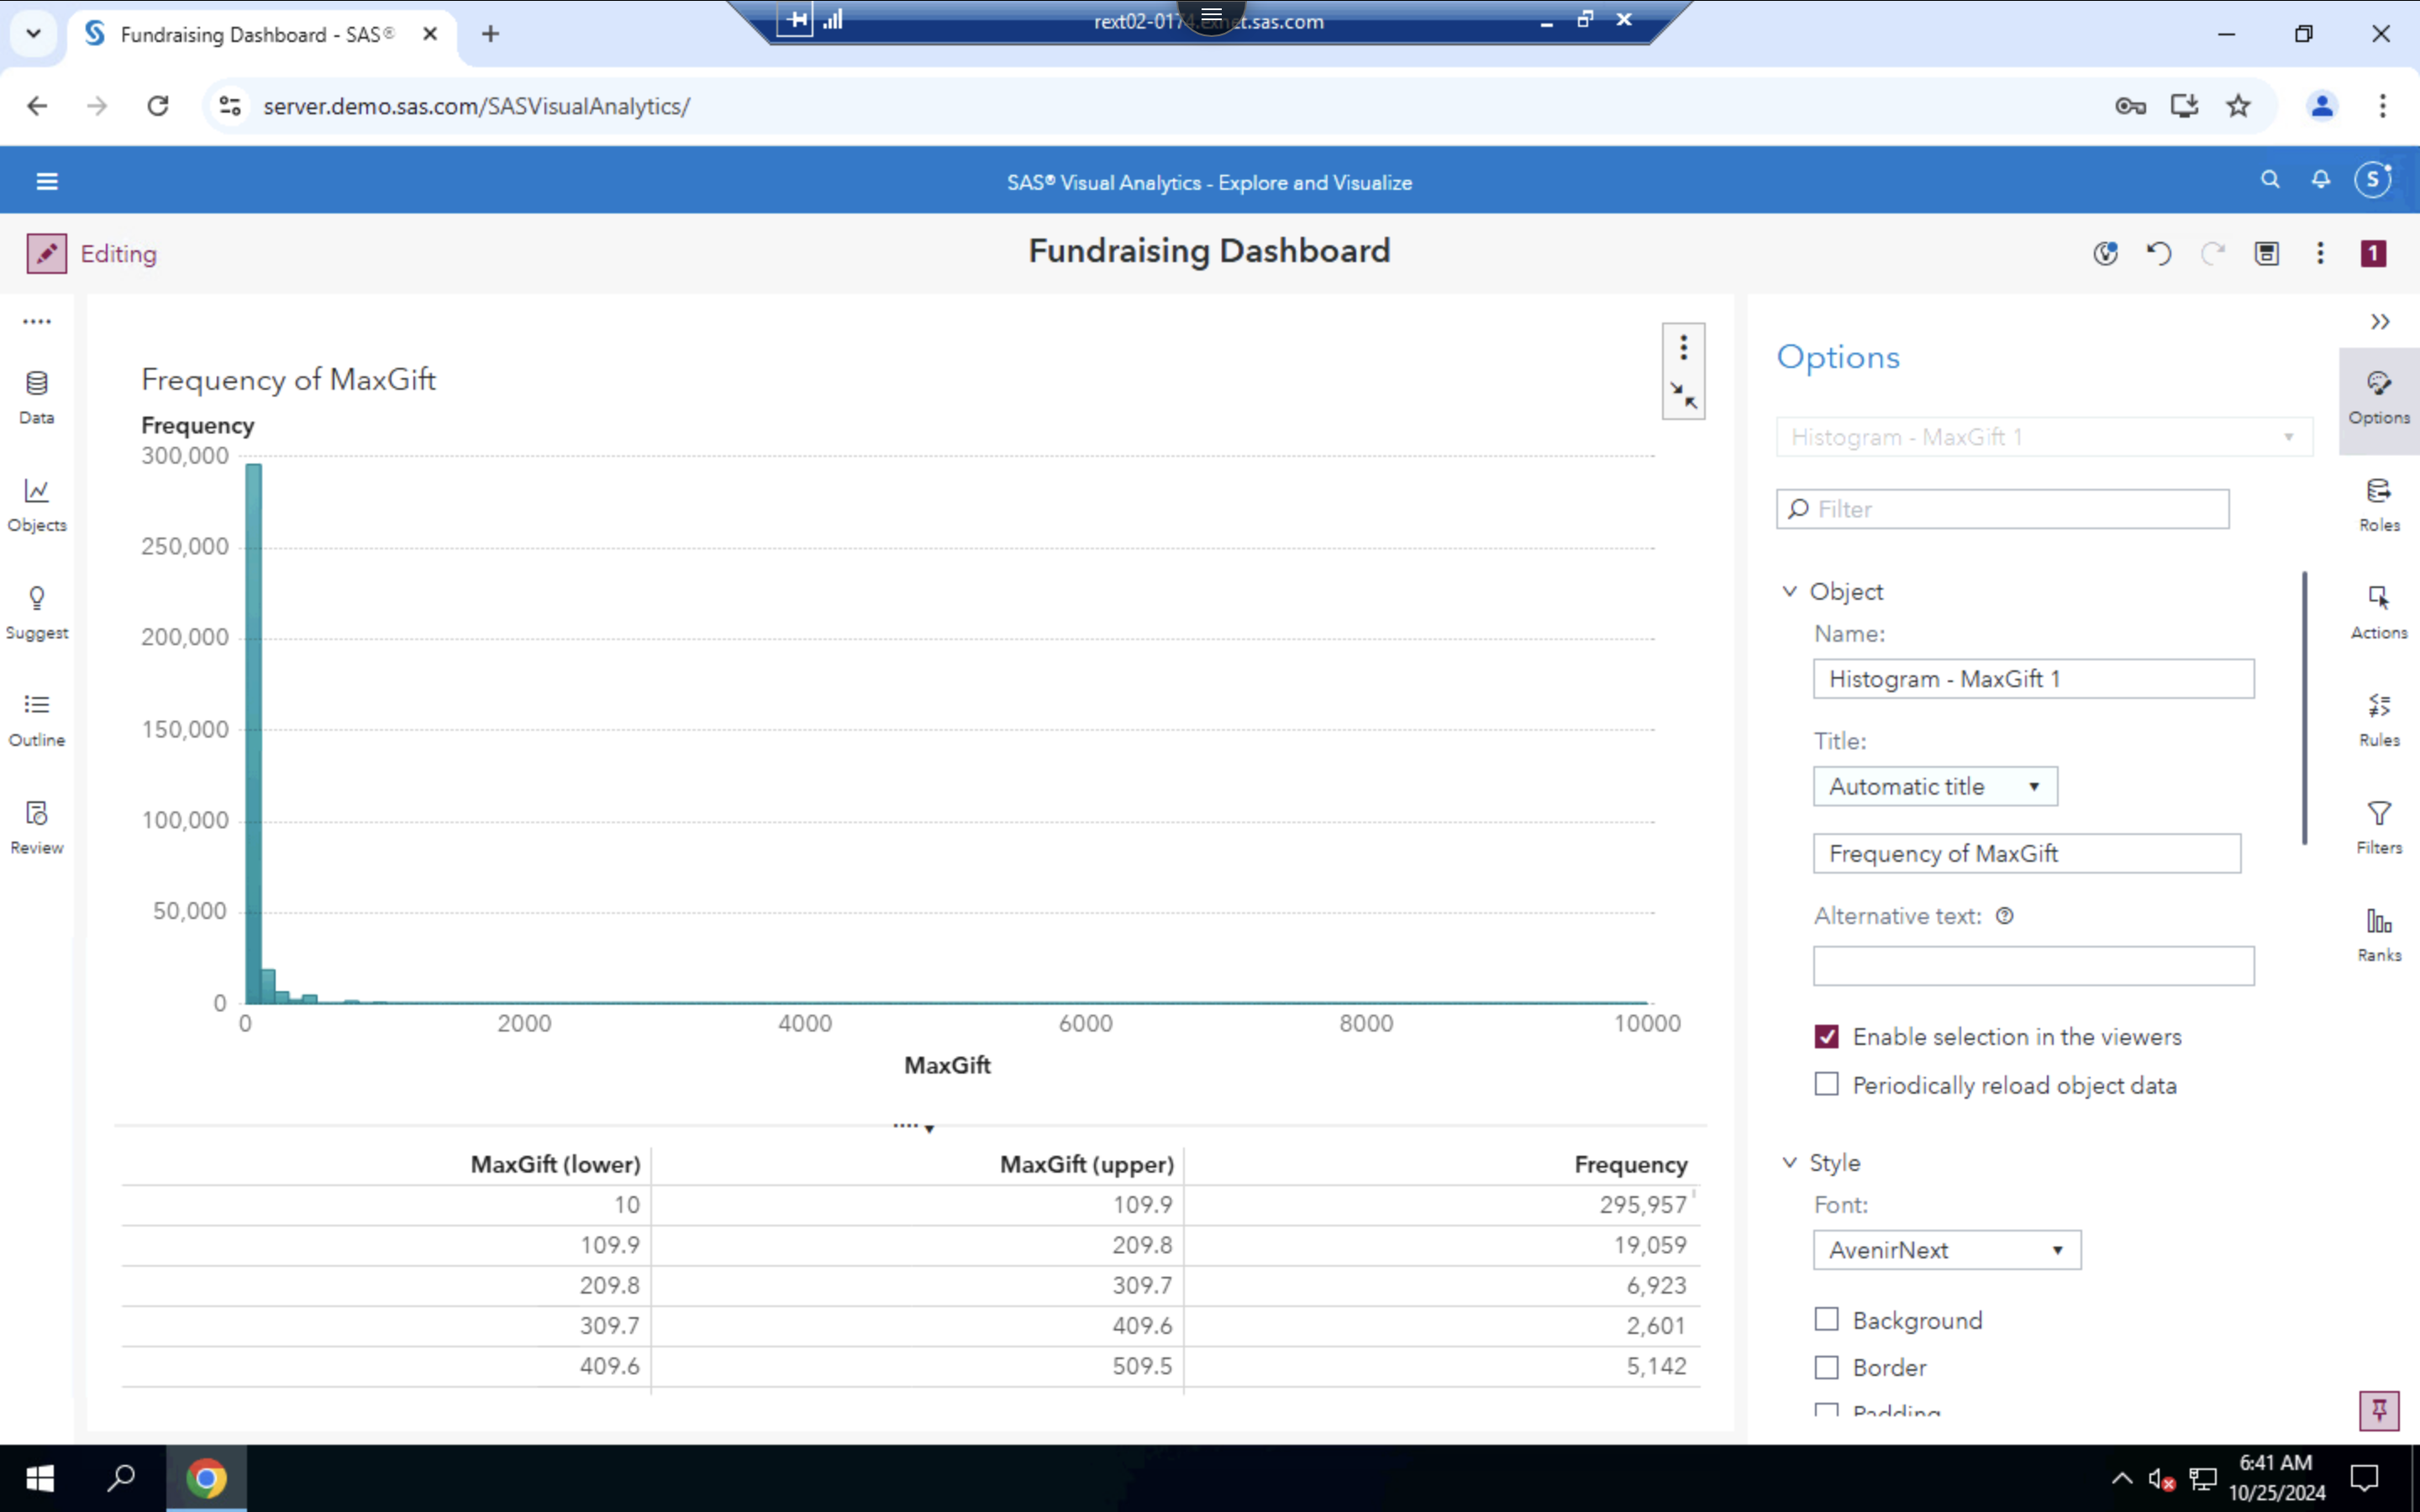 Fundraising Dashboard - SAS®
rext02-0174.exnet.sas.com
server.demo.sas.com/SASVisualAnalytics/
SAS® Visual Analytics - Explore and Visualize
S
Editing
Fundraising Dashboard
1
Data
Objects
Suggest
Outline
Review
Frequency of MaxGift
Frequency
300,000
250,000
200,000
150,000
100,000
50,000
0
0 2000 4000 6000 8000 10000
MaxGift
MaxGift (lower) MaxGift (upper) Frequency
10 109.9 295,957
109.9 209.8 19,059
209.8 309.7 6,923
309.7 409.6 2,601
409.6 509.5 5,142
Options
Histogram - MaxGift 1
Filter
Object
Name:
Histogram - MaxGift 1
Title:
Automatic title
Frequency of MaxGift
Alternative text:
Enable selection in the viewers
Periodically reload object data
Style
Font:
AvenirNext
Background
Border
Padding
Options
Roles
Actions
Rules
Filters
Ranks
6:41 AM
10/25/2024